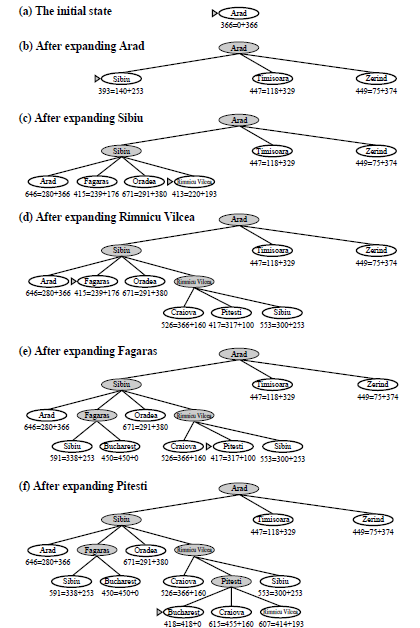 (a) The initial state
Arad
366=0+366
(b) After expanding Arad
Arad
Sibiu Timisoara Zerind
393=140+253 447=118+329 449=75+374
(c) After expanding Sibiu
Arad
Sibiu Timisoara Zerind
447=118+329 449=75+374
Arad Fagaras Oradea Rimnicu Vilcea
646=280+366 415=239+176 671=291+380 413=220+193
(d) After expanding Rimnicu Vilcea
Arad
Sibiu Timisoara Zerind
447=118+329 449=75+374
Arad Fagaras Oradea Rimnicu Vilcea
646=280+366 415=239+176 671=291+380
Craiova Pitesti Sibiu
526=366+160 417=317+100 553=300+253
(e) After expanding Fagaras
Arad
Sibiu Timisoara Zerind
447=118+329 449=75+374
Arad Fagaras Oradea Rimnicu Vilcea
646=280+366 671=291+380
Sibiu Bucharest Craiova Pitesti Sibiu
591=338+253 450=450+0 526=366+160 417=317+100 553=300+253
(f) After expanding Pitesti
Arad
Sibiu Timisoara Zerind
447=118+329 449=75+374
Arad Fagaras Oradea Rimnicu Vilcea
646=280+366 671=291+380
Sibiu Bucharest Craiova Pitesti Sibiu
591=338+253 450=450+0 526=366+160 553=300+253
Bucharest Craiova Rimnicu Vilcea
418=418+0 615=455+160 607=414+193